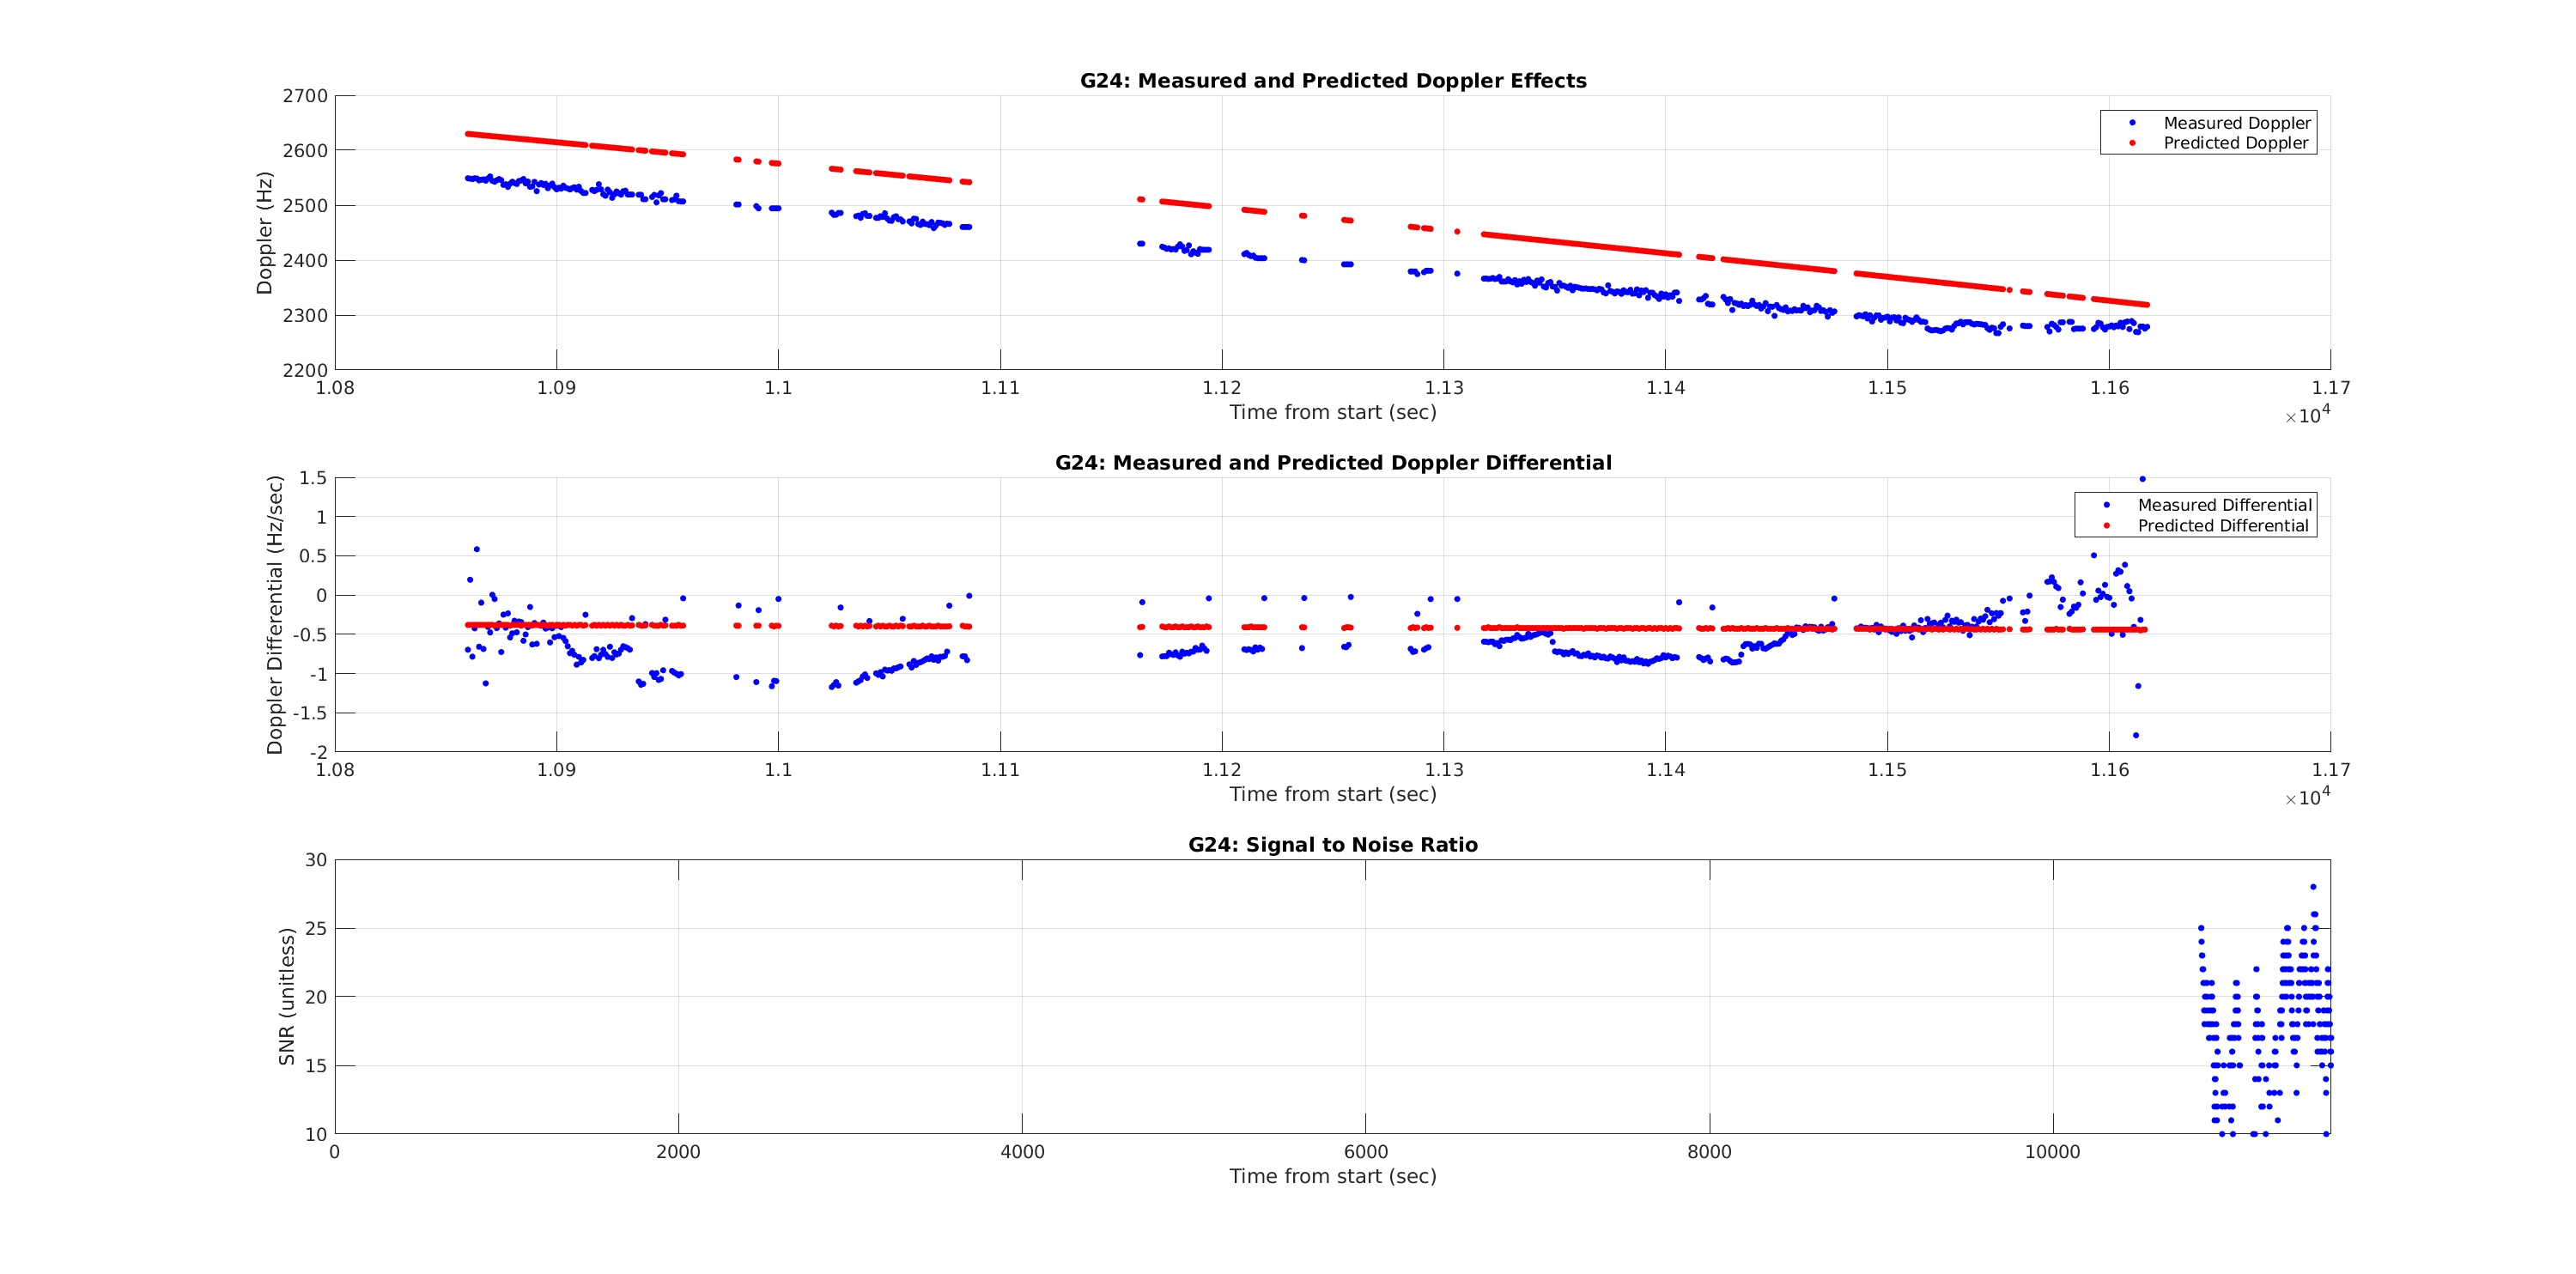 G24: Measured and Predicted Doppler Effects
Doppler (Hz)
2700
2600
2500
2400
2300
2200
Measured Doppler
Predicted Doppler
1.08 1.09 1.1 1.11 1.12 1.13 1.14 1.15 1.16 1.17
Time from start (sec)
×10^4
G24: Measured and Predicted Doppler Differential
Doppler Differential (Hz/sec)
1.5
1
0.5
0
-0.5
-1
-1.5
-2
Measured Differential
Predicted Differential
1.08 1.09 1.1 1.11 1.12 1.13 1.14 1.15 1.16 1.17
Time from start (sec)
×10^4
G24: Signal to Noise Ratio
SNR (unitless)
30
25
20
15
10
0 2000 4000 6000 8000 10000
Time from start (sec)